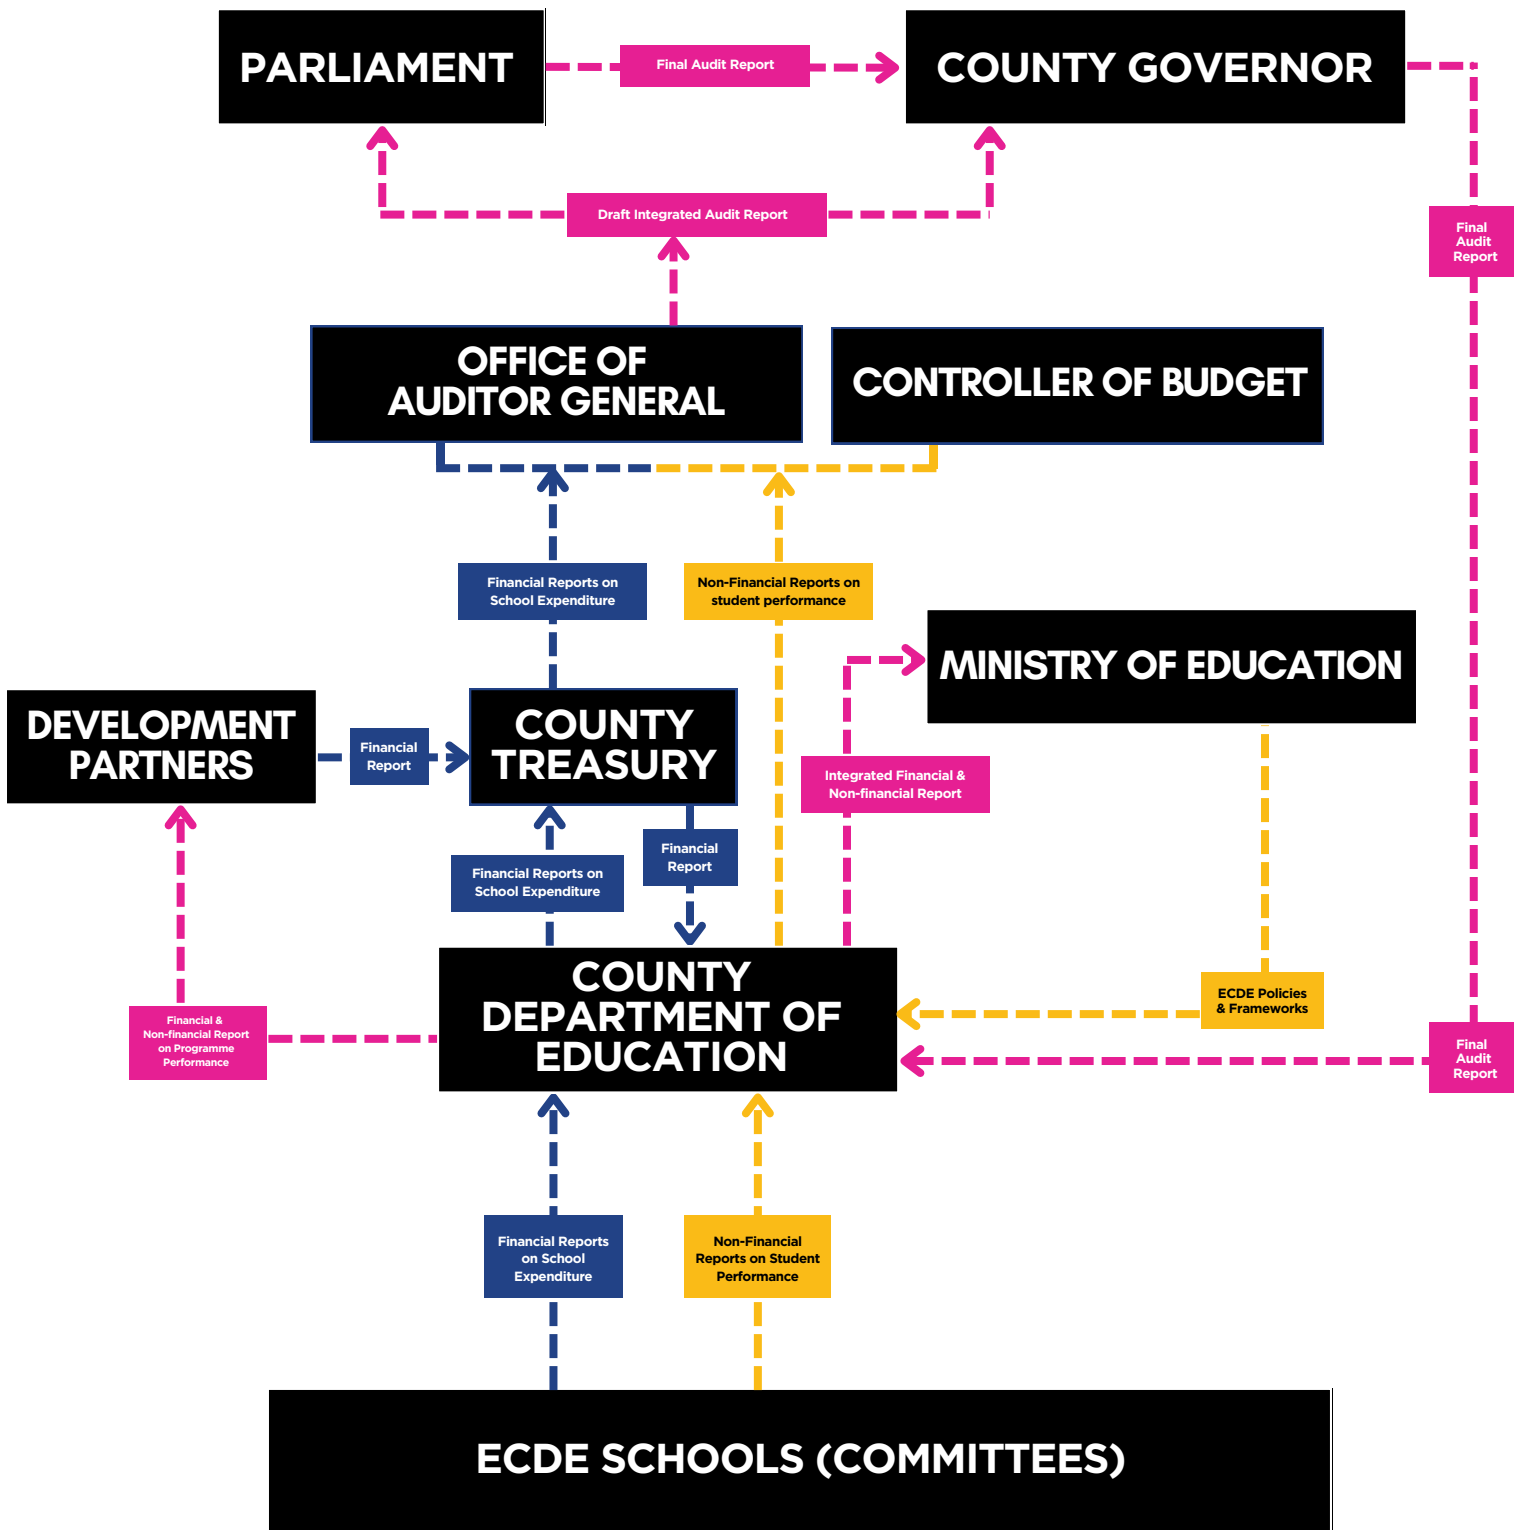 PARLIAMENT
Final Audit Report
COUNTY GOVERNOR
Draft Integrated Audit Report
Final
Audit
Report
OFFICE OF
AUDITOR GENERAL
CONTROLLER OF BUDGET
Financial Reports on
School Expenditure
Non-Financial Reports on
student performance
MINISTRY OF EDUCATION
DEVELOPMENT
PARTNERS
Financial
Report
COUNTY
TREASURY
Integrated Financial &
Non-financial Report
Financial Reports on
School Expenditure
Financial
Report
COUNTY
DEPARTMENT OF
EDUCATION
ECDE Policies
& Frameworks
Financial &
Non-financial Report
on Programme
Performance
Final
Audit
Report
Financial Reports
on School
Expenditure
Non-Financial
Reports on Student
Performance
ECDE SCHOOLS (COMMITTEES)